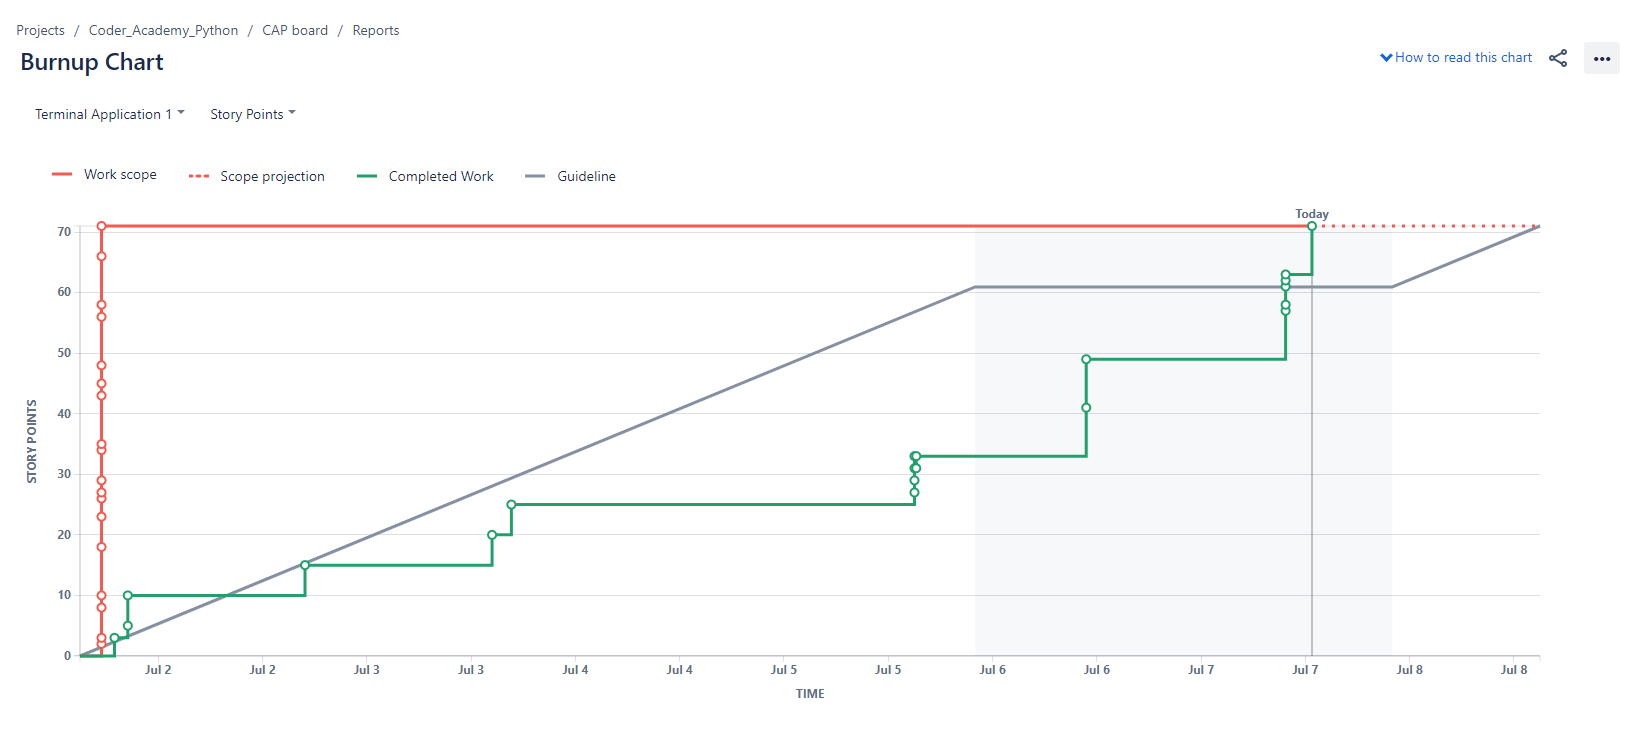 Projects / Coder_Academy_Python / CAP board / Reports
Burnup Chart
How to read this chart
Terminal Application 1 Story Points
Work scope Scope projection Completed Work Guideline
Today
70
60
50
40
30
20
10
0
STORY POINTS
Jul 2 Jul 2 Jul 3 Jul 3 Jul 4 Jul 4 Jul 5 Jul 5 Jul 6 Jul 6 Jul 7 Jul 7 Jul 8 Jul 8
TIME